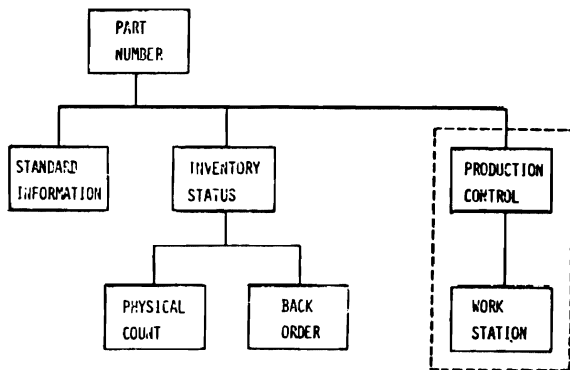 PART
NUMBER
STANDARD
INFORMATION
INVENTORY
STATUS
PRODUCTION
CONTROL
PHYSICAL
COUNT
BACK
ORDER
WORK
STATION